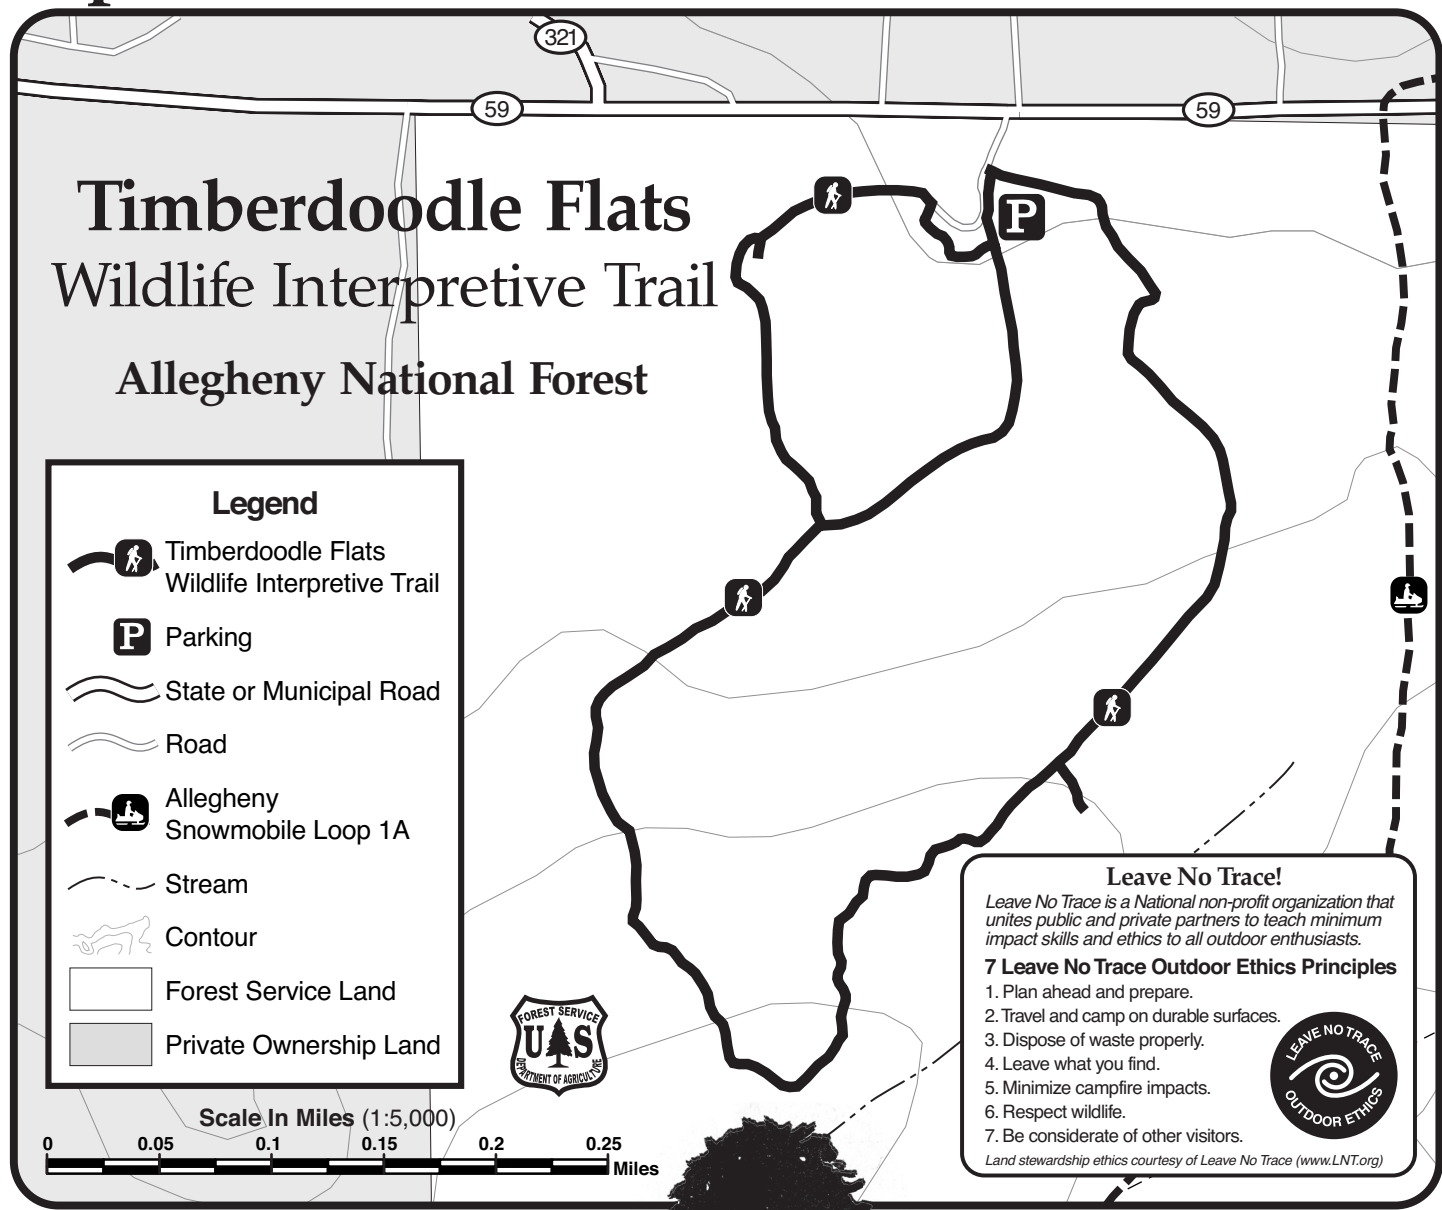 321
59
59
Timberdoodle Flats
Wildlife Interpretive Trail
Allegheny National Forest
P
Legend
Timberdoodle Flats
Wildlife Interpretive Trail
P
Parking
State or Municipal Road
Road
Allegheny
Snowmobile Loop 1A
Stream
Contour
Forest Service Land
Private Ownership Land
Scale In Miles (1:5,000)
0 0.05 0.1 0.15 0.2 0.25
Miles
FOREST SERVICE
U S
DEPARTMENT OF AGRICULTURE
Leave No Trace!
Leave No Trace is a National non-profit organization that
unites public and private partners to teach minimum
impact skills and ethics to all outdoor enthusiasts.
7 Leave No Trace Outdoor Ethics Principles
1. Plan ahead and prepare.
2. Travel and camp on durable surfaces.
3. Dispose of waste properly.
4. Leave what you find.
5. Minimize campfire impacts.
6. Respect wildlife.
7. Be considerate of other visitors.
LEAVE NO TRACE
OUTDOOR ETHICS
Land stewardship ethics courtesy of Leave No Trace (www.LNT.org)